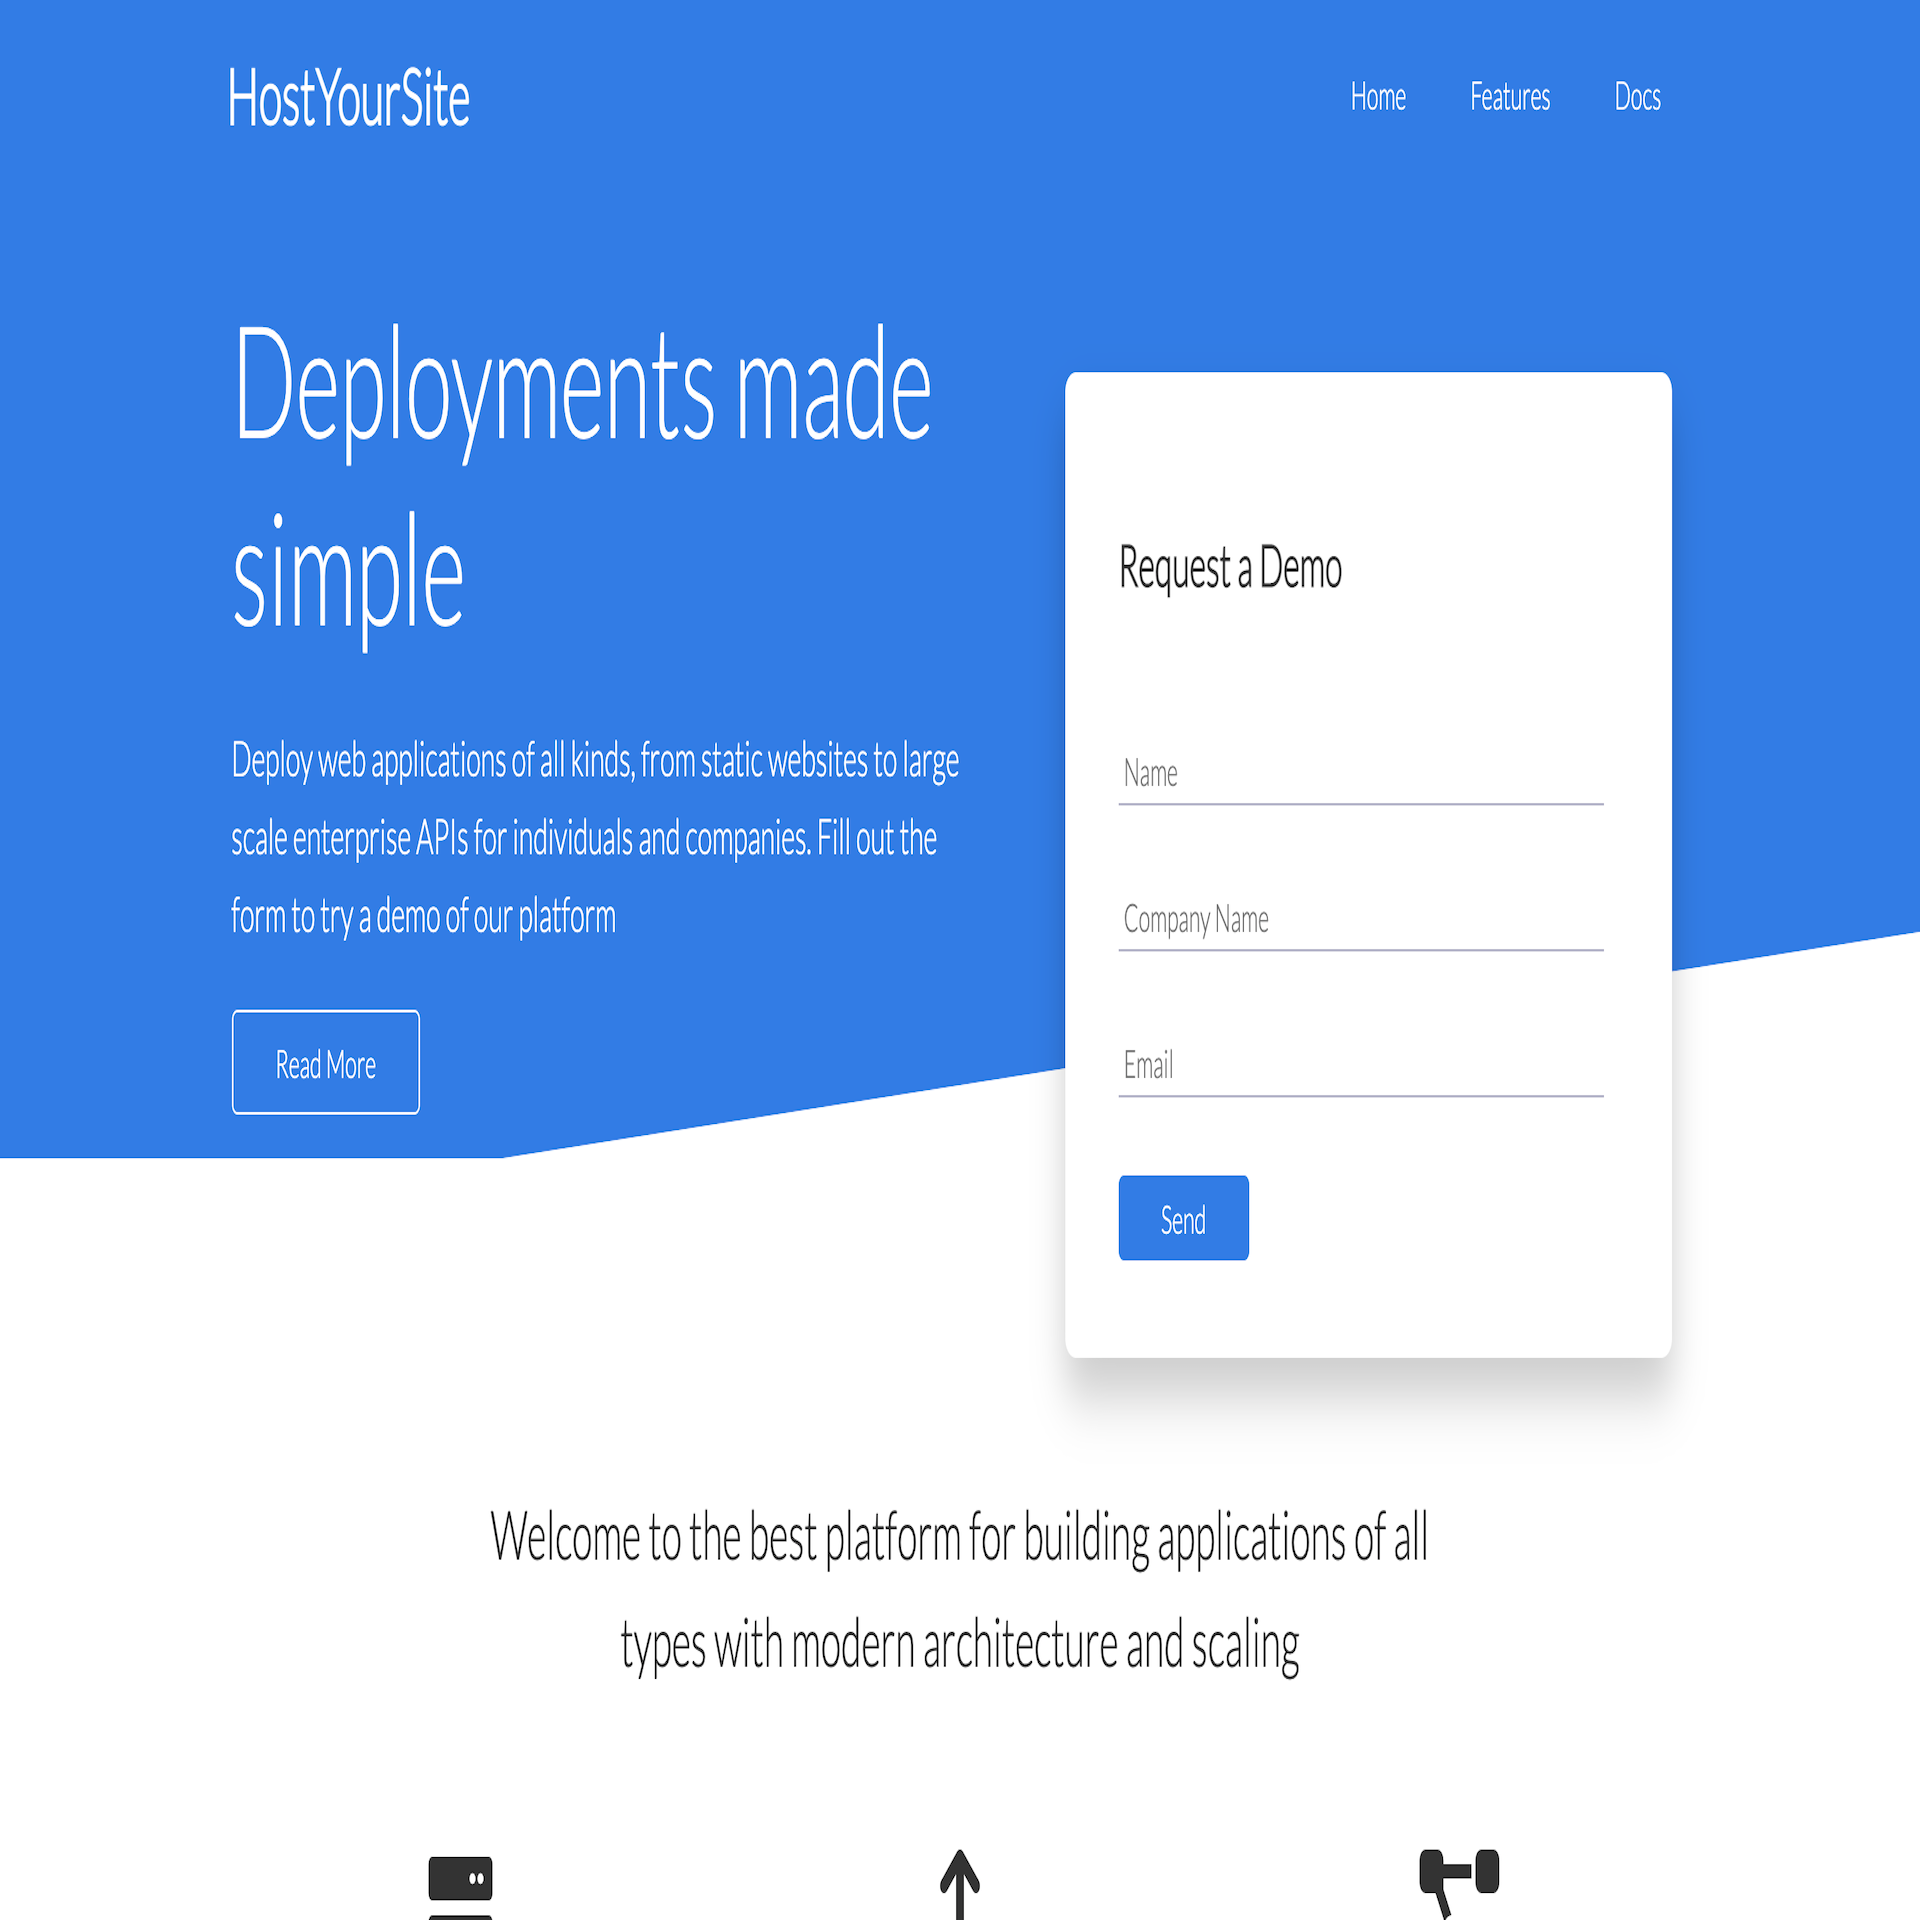 HostYourSite
Home
Features
Docs
Deployments made
simple
Deploy web applications of all kinds, from static websites to large
scale enterprise APIs for individuals and companies. Fill out the
form to try a demo of our platform
Read More
Request a Demo
Name
Company Name
Email
Send
Welcome to the best platform for building applications of all
types with modern architecture and scaling